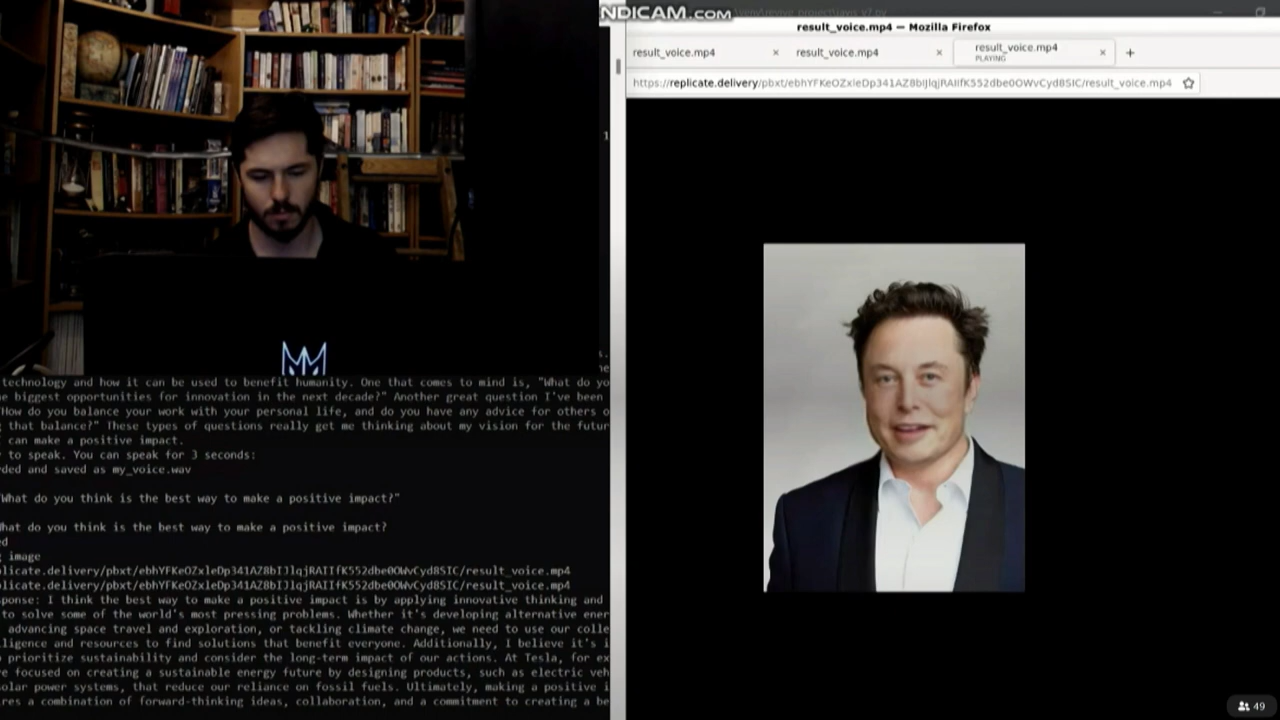 NDICAM.COM
result_voice.mp4 — Mozilla Firefox
result_voice.mp4 × result_voice.mp4 × result_voice.mp4 × +
PLAYING
https://replicate.delivery/pbxt/ebhYFKeOZxleDp341AZ8bIJlqjRAIIfK552dbe0OWvCyd8SIC/result_voice.mp4
technology and how it can be used to benefit humanity. One that comes to mind is, "What do yo
e biggest opportunities for innovation in the next decade?" Another great question I've been
"How do you balance your work with your personal life, and do you have any advice for others o
g that balance?" These types of questions really get me thinking about my vision for the futur
can make a positive impact.
to speak. You can speak for 3 seconds:
ded and saved as my_voice.wav
"What do you think is the best way to make a positive impact?"
hat do you think is the best way to make a positive impact?
ed
g image
licate.delivery/pbxt/ebhYFKeOZxleDp341AZ8bIJlqjRAIIfK552dbe0OWvCyd8SIC/result_voice.mp4
licate.delivery/pbxt/ebhYFKeOZxleDp341AZ8bIJlqjRAIIfK552dbe0OWvCyd8SIC/result_voice.mp4
ponse: I think the best way to make a positive impact is by applying innovative thinking and
to solve some of the world's most pressing problems. Whether it's developing alternative ener
advancing space travel and exploration, or tackling climate change, we need to use our colle
lligence and resources to find solutions that benefit everyone. Additionally, I believe it's i
prioritize sustainability and consider the long-term impact of our actions. At Tesla, for ex
e focused on creating a sustainable energy future by designing products, such as electric veh
olar power systems, that reduce our reliance on fossil fuels. Ultimately, making a positive i
res a combination of forward-thinking ideas, collaboration, and a commitment to creating a be
49